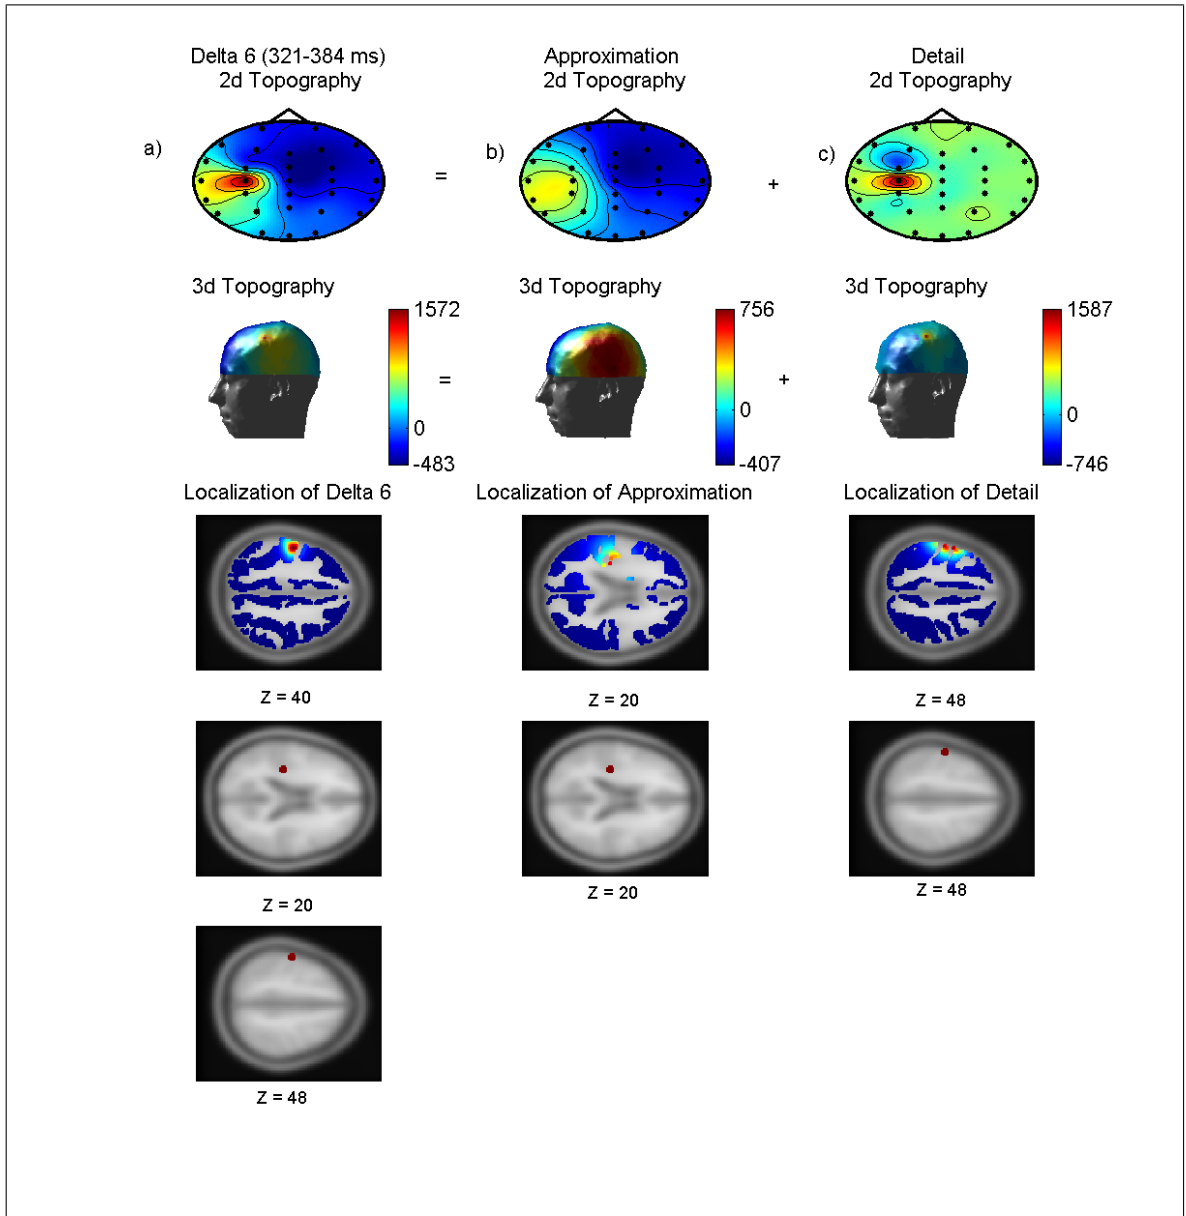 Delta 6 (321-384 ms)
2d Topography
Approximation
2d Topography
Detail
2d Topography
a)
=
b)
+
c)
3d Topography
3d Topography
3d Topography
1572
0
-483
=
756
0
-407
+
1587
0
-746
Localization of Delta 6
Localization of Approximation
Localization of Detail
Z = 40
Z = 20
Z = 48
Z = 20
Z = 20
Z = 48
Z = 48